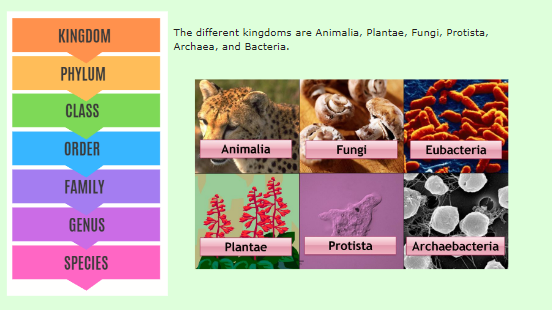 KINGDOM
PHYLUM
CLASS
ORDER
FAMILY
GENUS
SPECIES
The different kingdoms are Animalia, Plantae, Fungi, Protista,
Archaea, and Bacteria.
Animalia
Fungi
Eubacteria
Plantae
Protista
Archaebacteria